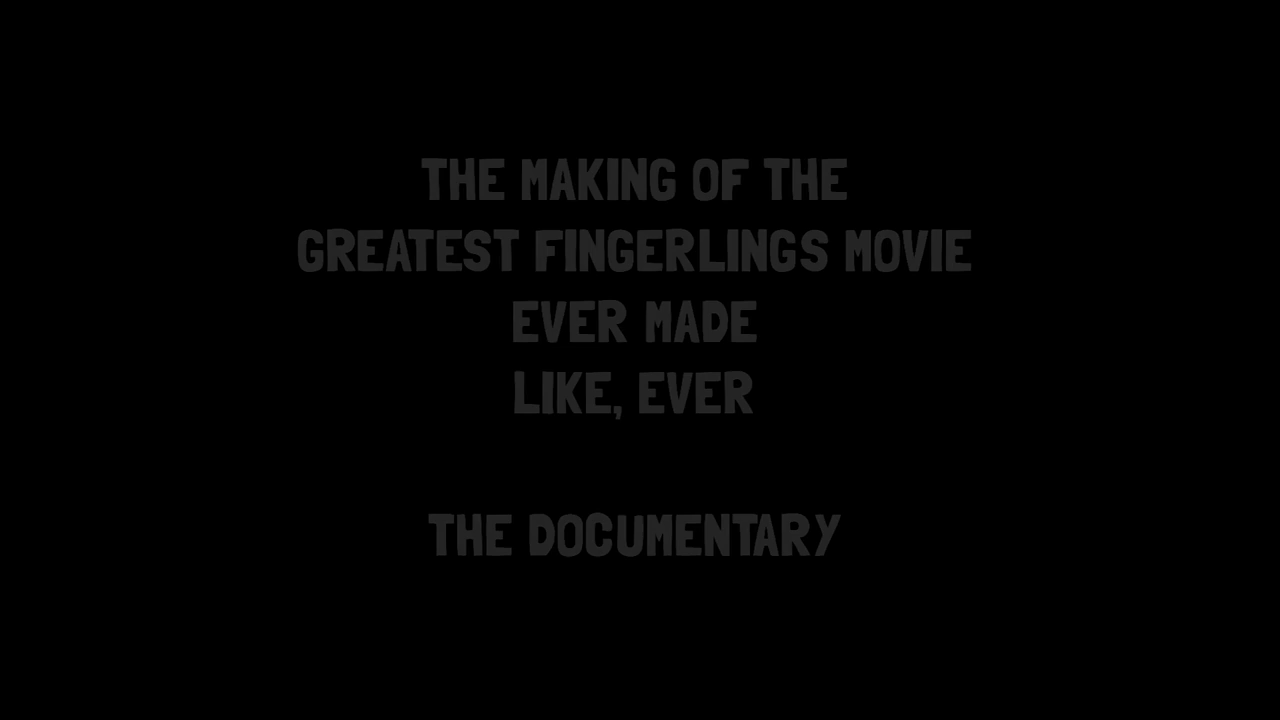 THE MAKING OF THE
GREATEST FINGERLINGS MOVIE
EVER MADE
LIKE, EVER
THE DOCUMENTARY